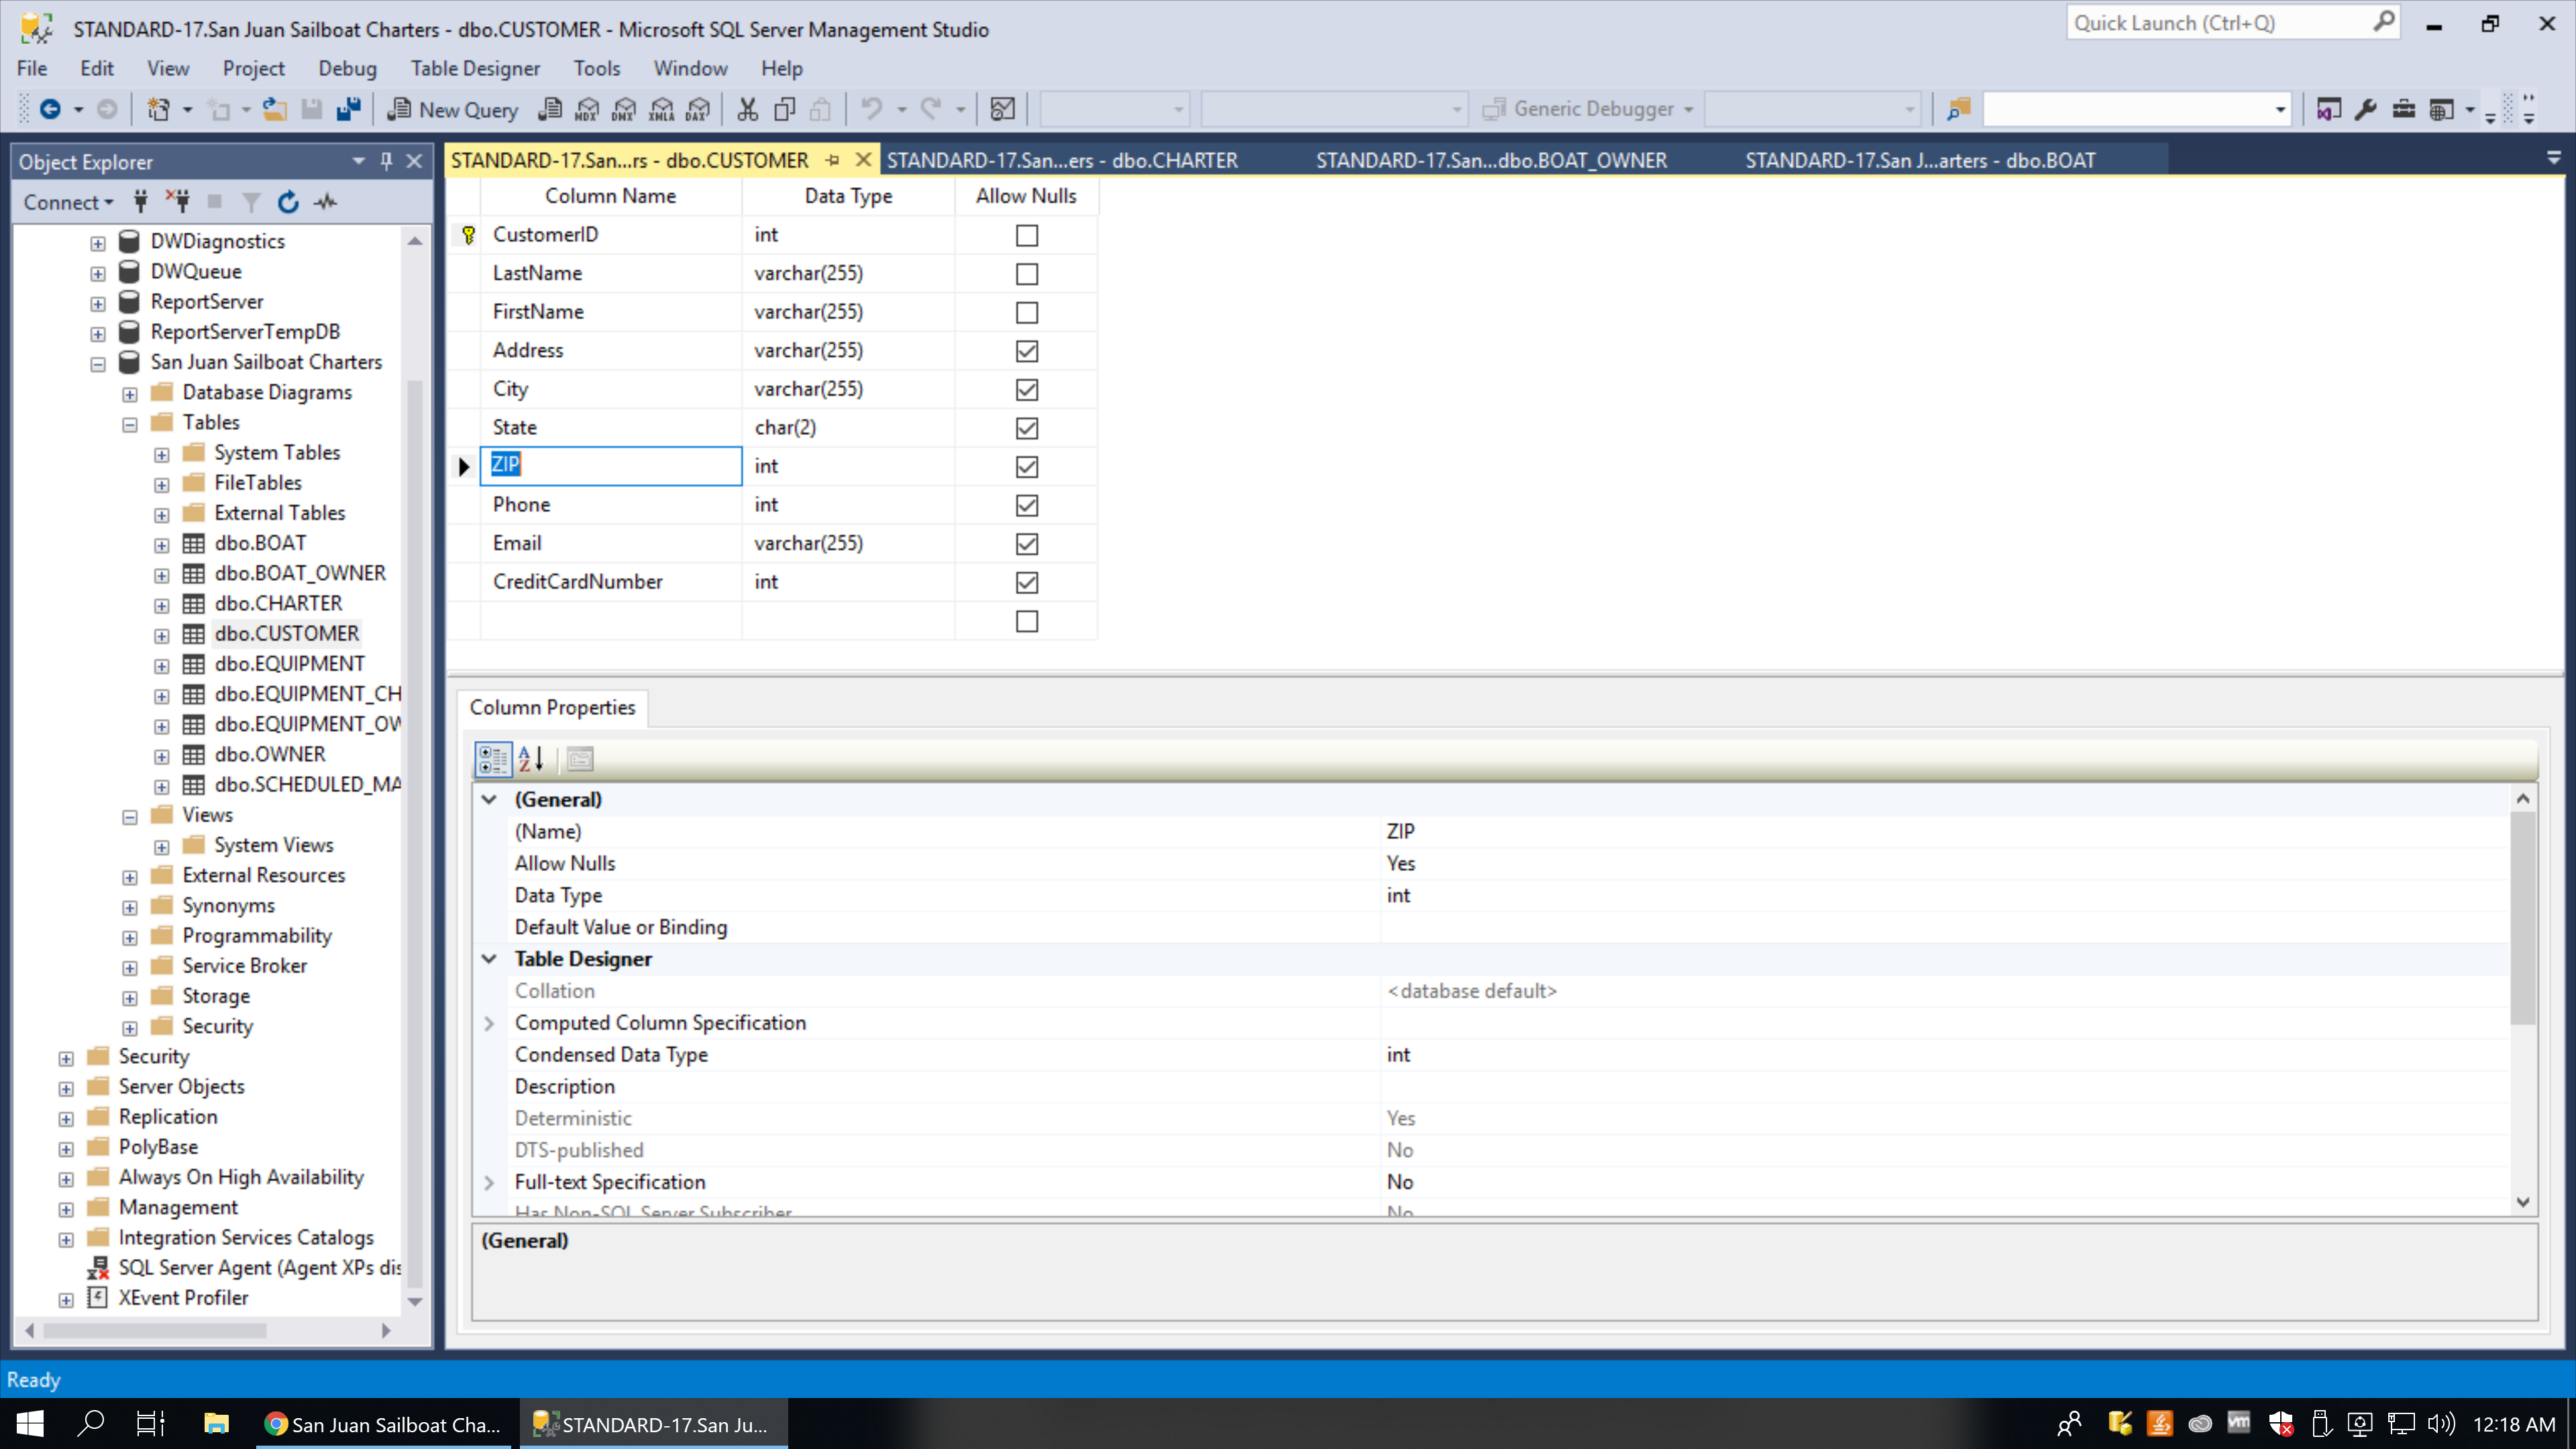 STANDARD-17.San Juan Sailboat Charters - dbo.CUSTOMER - Microsoft SQL Server Management Studio
Quick Launch (Ctrl+Q)
File Edit View Project Debug Table Designer Tools Window Help
New Query MDX DMX XMLA DAX Generic Debugger
Object Explorer
Connect
DWDiagnostics
DWQueue
ReportServer
ReportServerTempDB
San Juan Sailboat Charters
Database Diagrams
Tables
System Tables
FileTables
External Tables
dbo.BOAT
dbo.BOAT_OWNER
dbo.CHARTER
dbo.CUSTOMER
dbo.EQUIPMENT
dbo.EQUIPMENT_CH
dbo.EQUIPMENT_OW
dbo.OWNER
dbo.SCHEDULED_MA
Views
System Views
External Resources
Synonyms
Programmability
Service Broker
Storage
Security
Security
Server Objects
Replication
PolyBase
Always On High Availability
Management
Integration Services Catalogs
SQL Server Agent (Agent XPs dis
XEvent Profiler
STANDARD-17.San...rs - dbo.CUSTOMER STANDARD-17.San...ers - dbo.CHARTER STANDARD-17.San...dbo.BOAT_OWNER STANDARD-17.San J...arters - dbo.BOAT
Column Name Data Type Allow Nulls
CustomerID int
LastName varchar(255)
FirstName varchar(255)
Address varchar(255)
City varchar(255)
State char(2)
ZIP int
Phone int
Email varchar(255)
CreditCardNumber int
Column Properties
(General)
(Name) ZIP
Allow Nulls Yes
Data Type int
Default Value or Binding
Table Designer
Collation <database default>
Computed Column Specification
Condensed Data Type int
Description
Deterministic Yes
DTS-published No
Full-text Specification No
Has Non-SQL Server Subscriber No
(General)
Ready
San Juan Sailboat Cha... STANDARD-17.San Ju... 12:18 AM